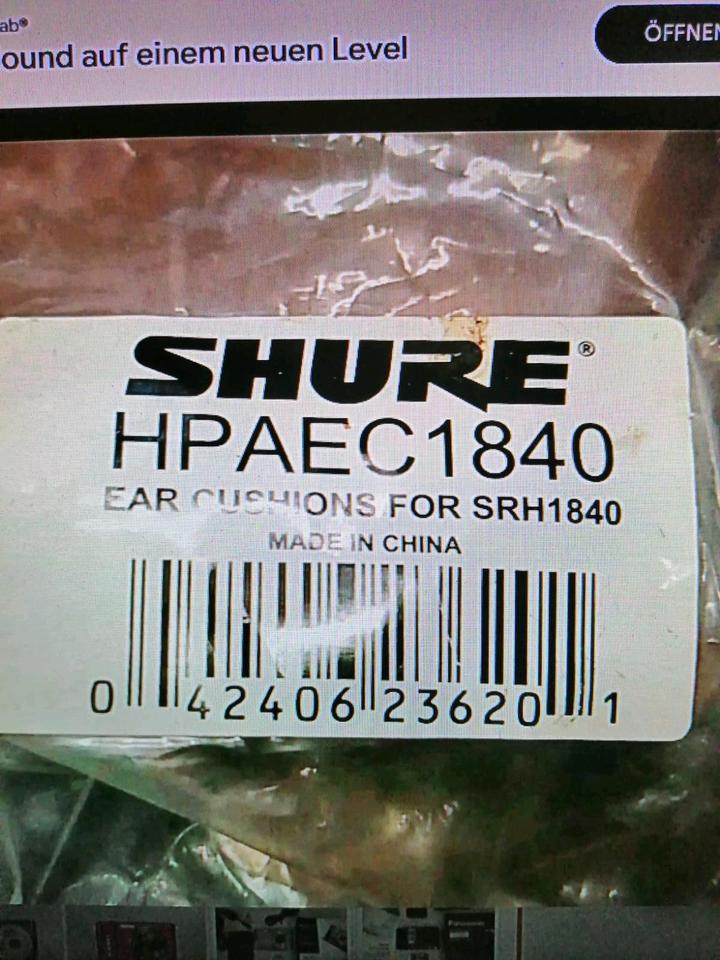 ab®
ound auf einem neuen Level
ÖFFNEN
SHURE®
HPAEC1840
EAR CUSHIONS FOR SRH1840
MADE IN CHINA
0 42406 23620 1
Panasonic